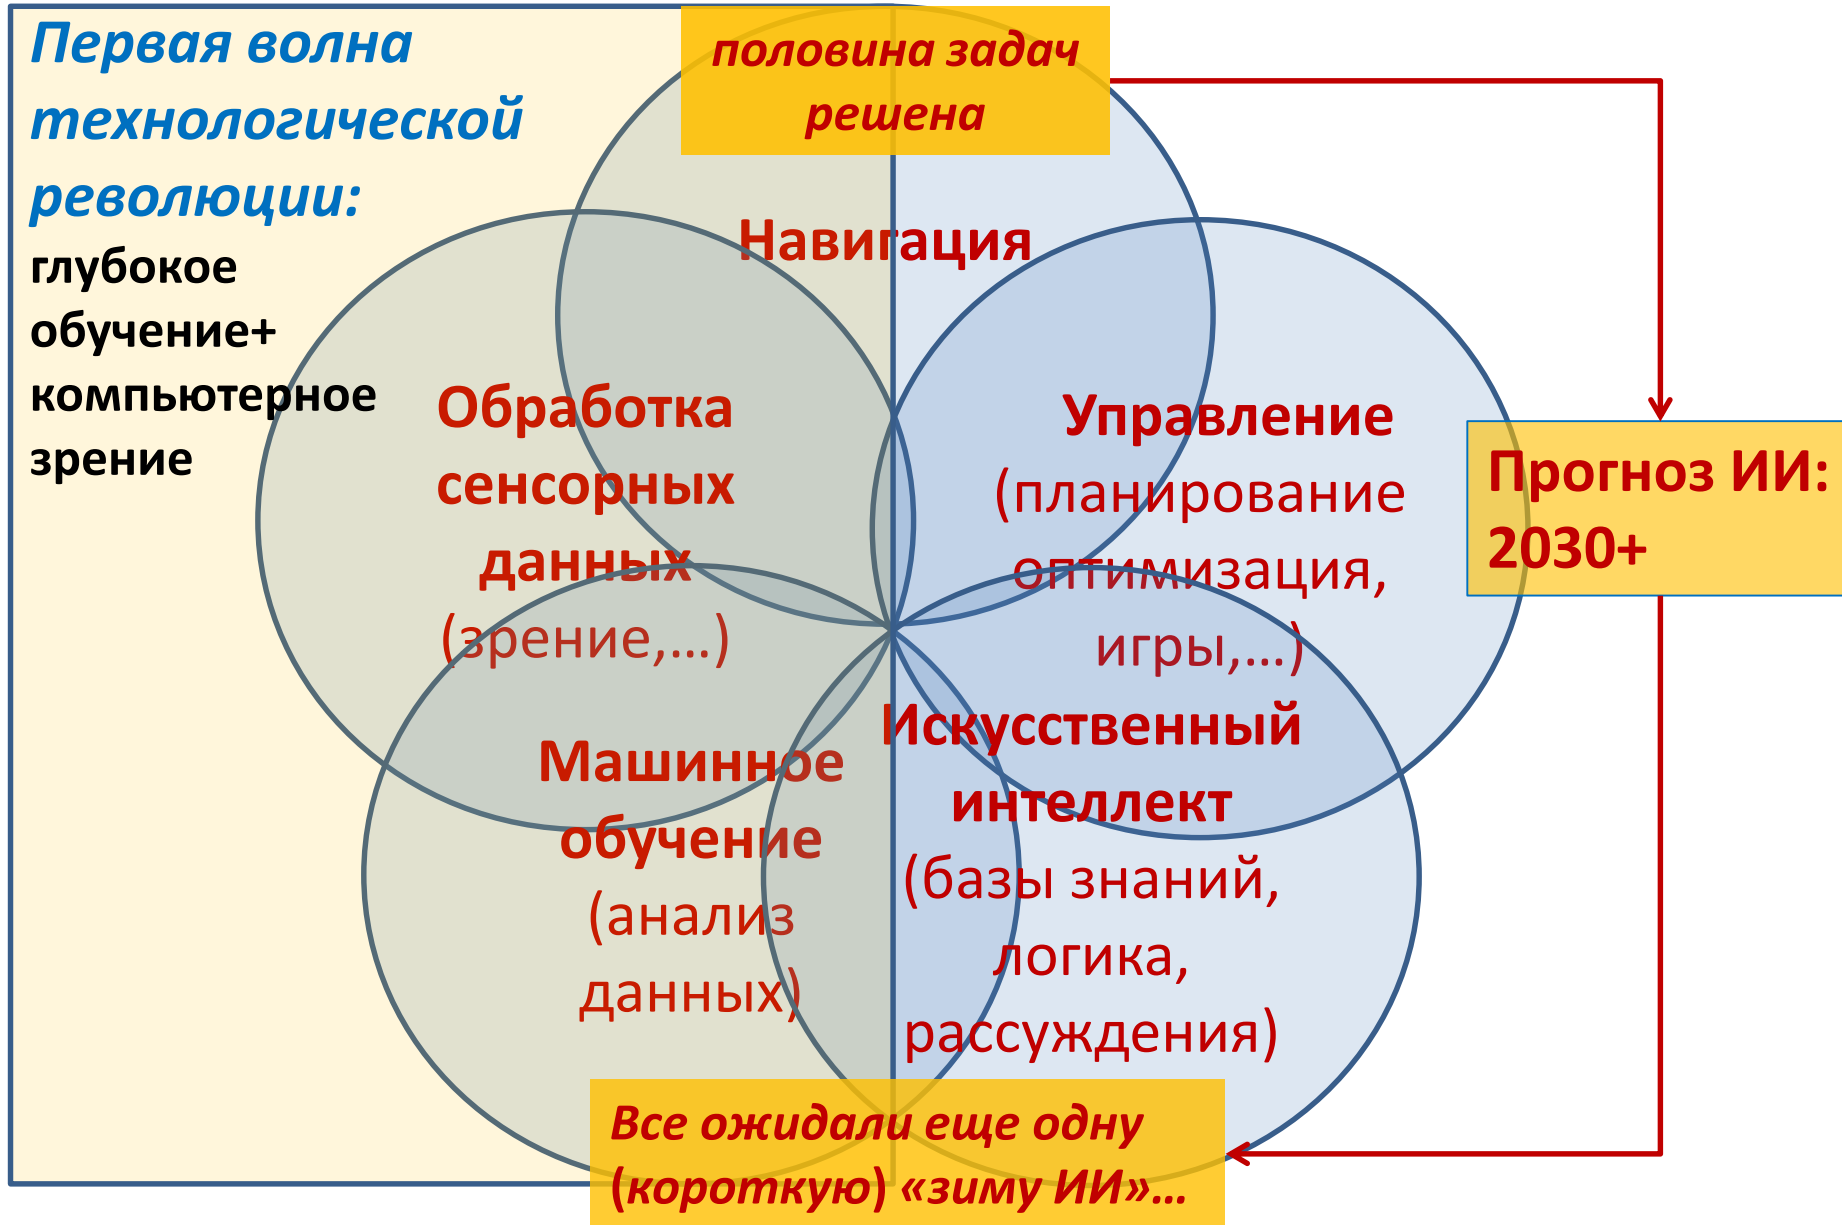 Первая волна
технологической
революции:
глубокое
обучение+
компьютерное
зрение
половина задач
решена
Навигация
Обработка
сенсорных
данных
(зрение,...)
Управление
(планирование
оптимизация,
игры,...)
Прогноз ИИ:
2030+
Машинное
обучение
(анализ
данных)
Искусственный
интеллект
(базы знаний,
логика,
рассуждения)
Все ожидали еще одну
(короткую) «зиму ИИ»...